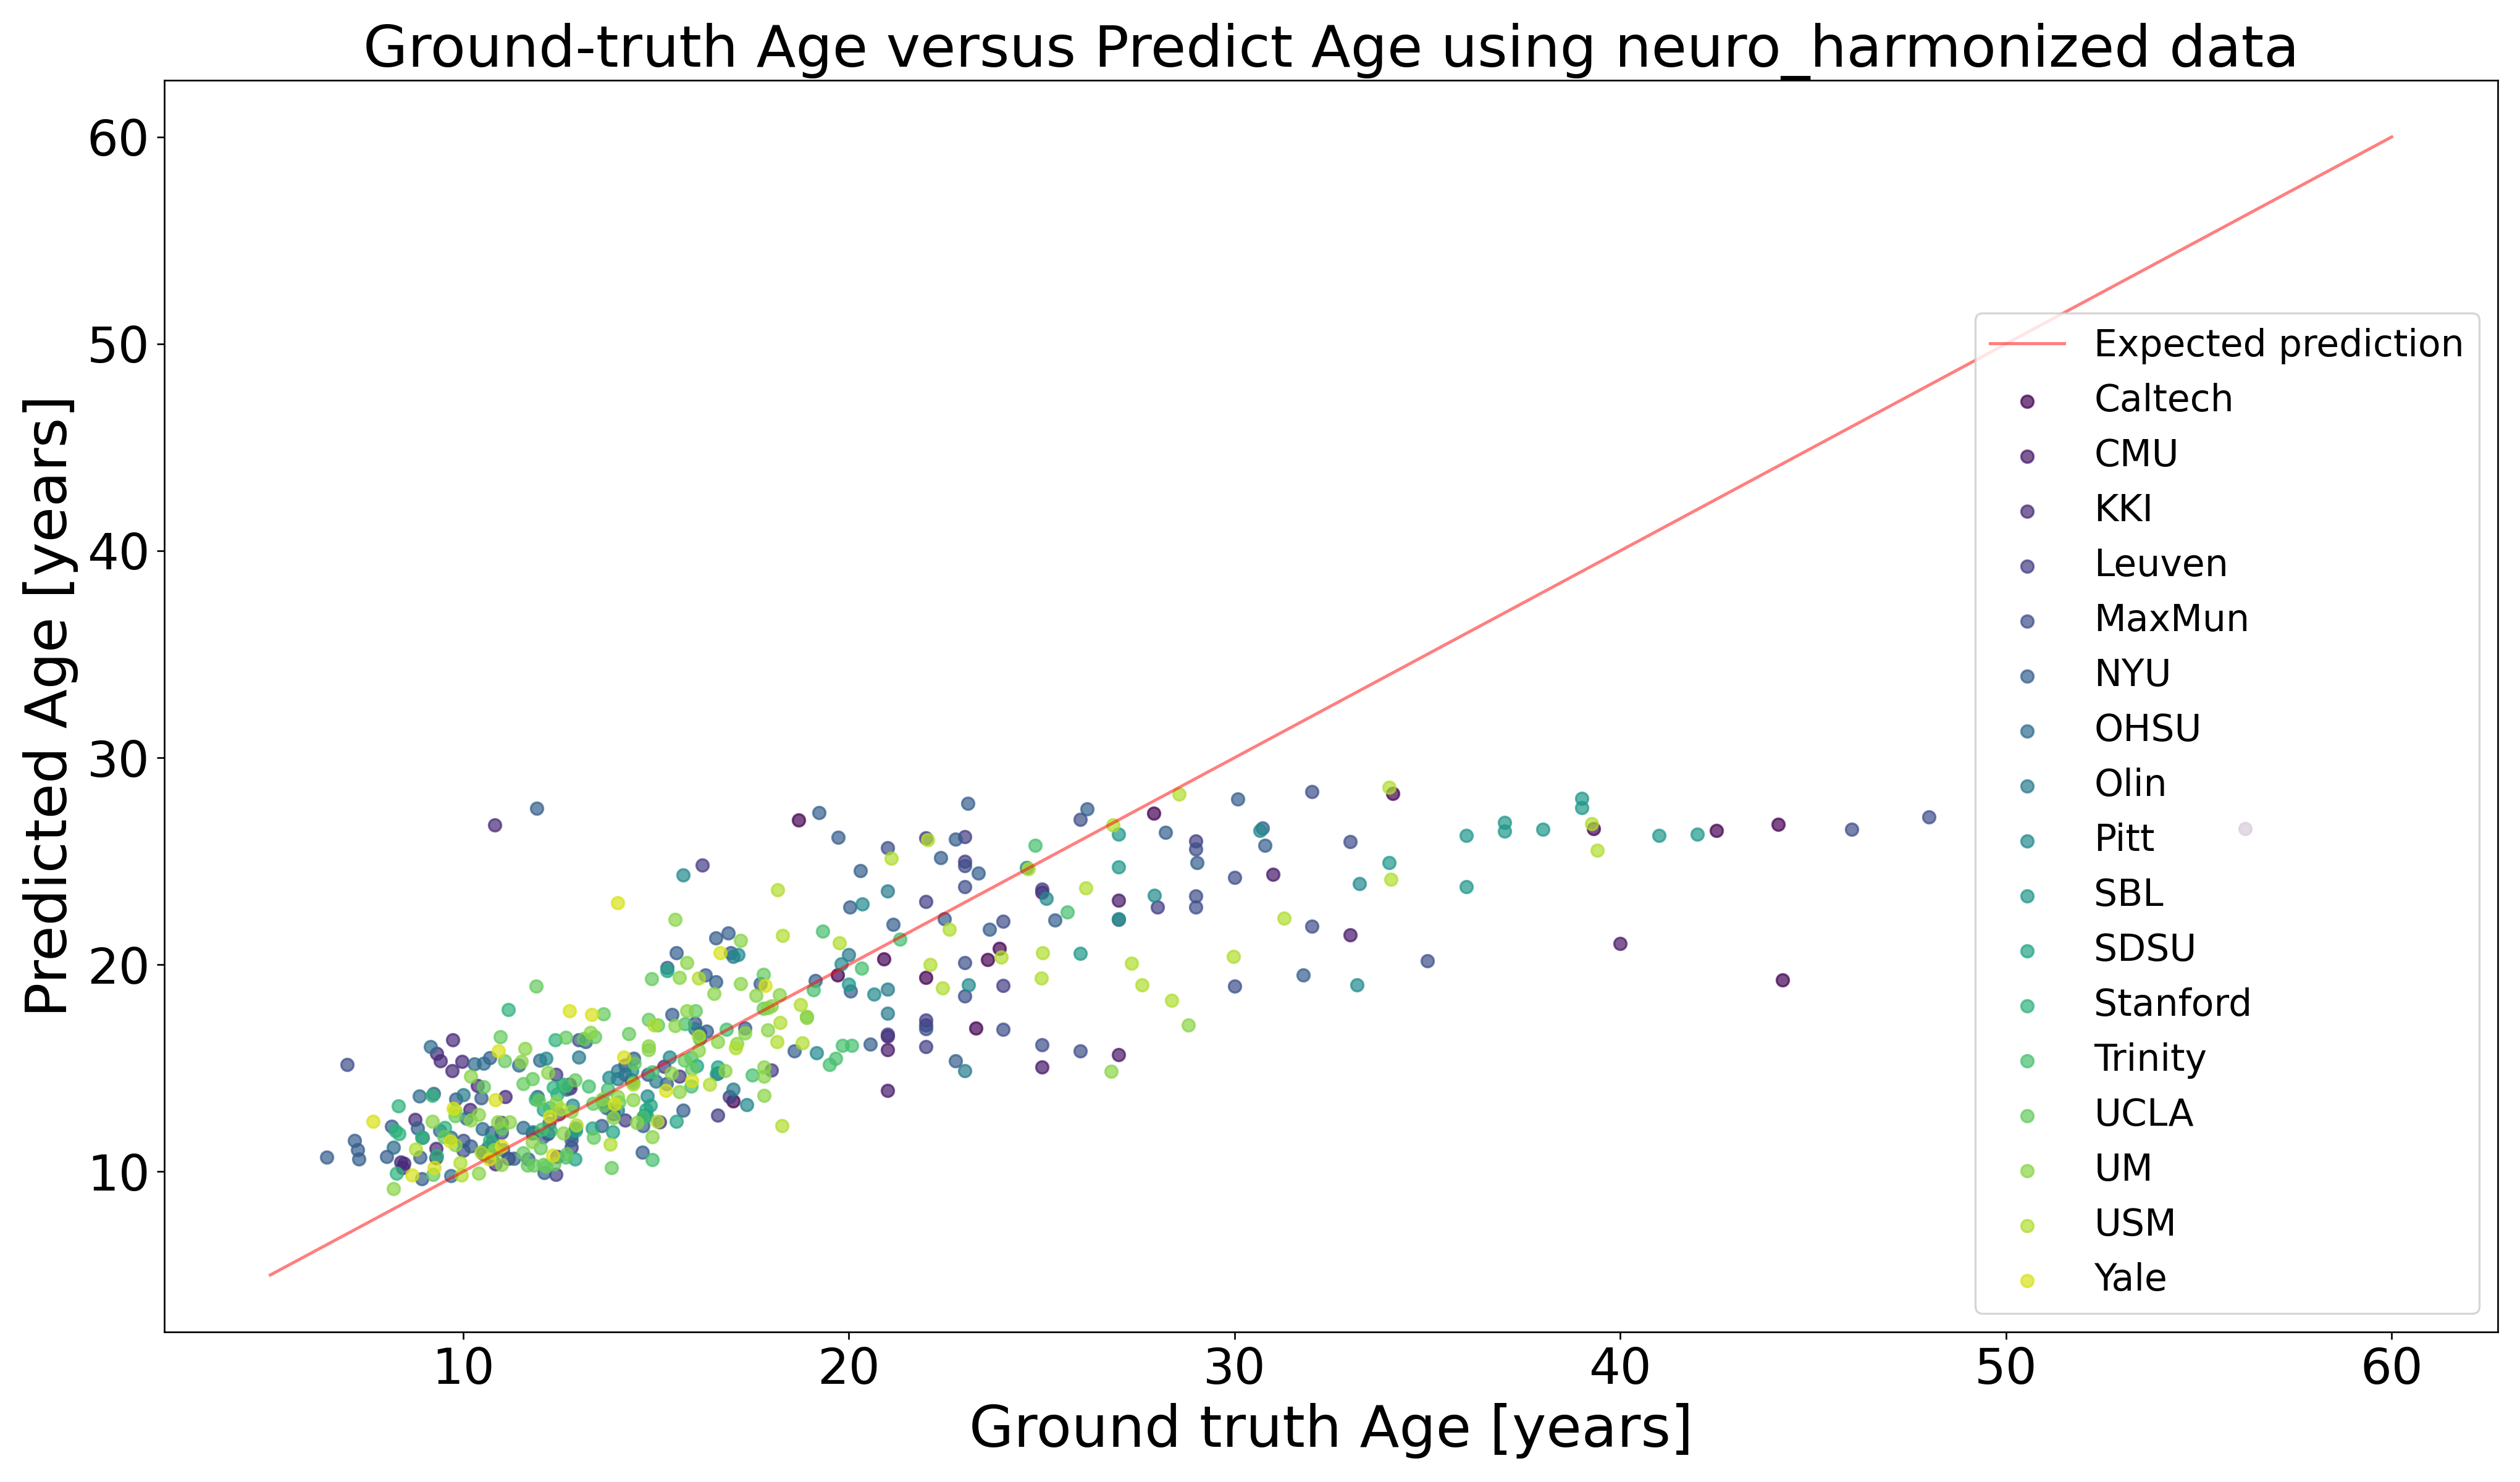 Ground-truth Age versus Predict Age using neuro_harmonized data
Predicted Age [years]
60
50
40
30
20
10
10 20 30 40 50 60
Ground truth Age [years]
Expected prediction
Caltech
CMU
KKI
Leuven
MaxMun
NYU
OHSU
Olin
Pitt
SBL
SDSU
Stanford
Trinity
UCLA
UM
USM
Yale